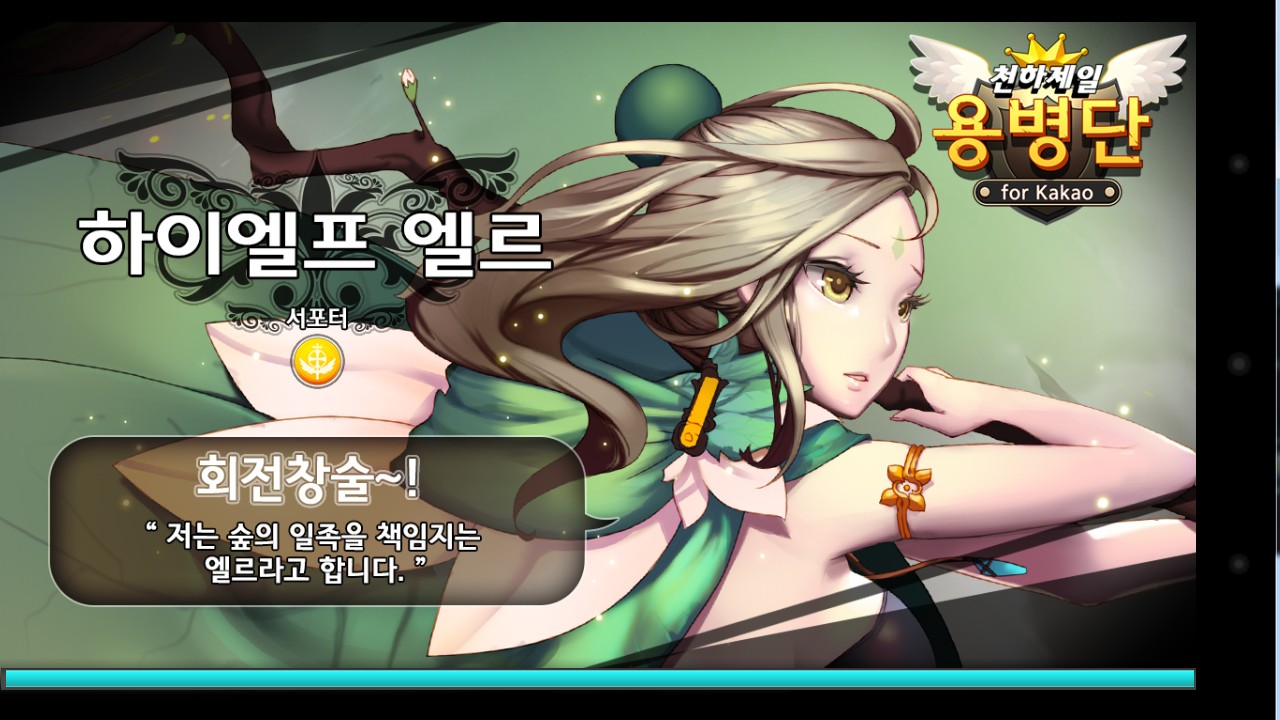 천하제일
용병단
for Kakao
하이엘프 엘르
서포터
회전창술~!
“ 저는 숲의 일족을 책임지는
엘르라고 합니다. ”